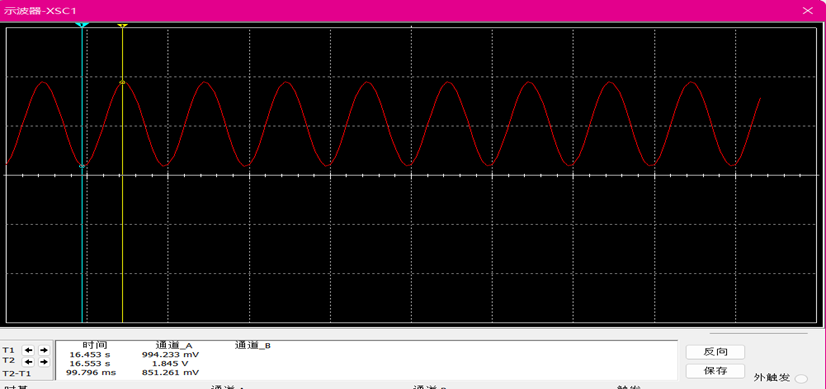 示波器-XSC1
时间 通道_A 通道_B
T1 16.453 s 994.233 mV
T2 16.553 s 1.845 V
T2-T1 99.796 ms 851.261 mV
反向
保存
外触发